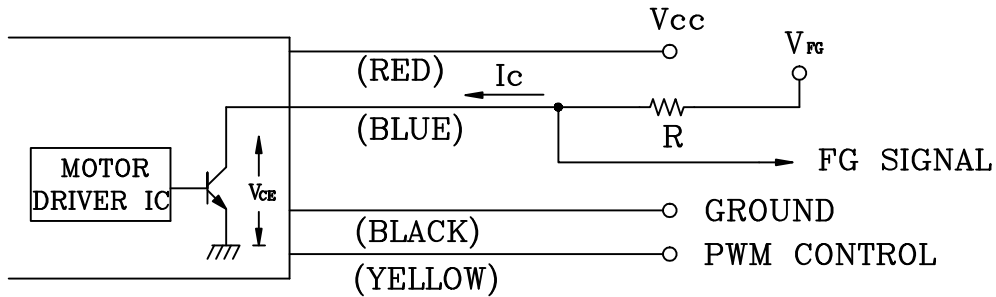 Vcc
VFG
(RED)
Ic
(BLUE)
R
FG SIGNAL
MOTOR
DRIVER IC
VCE
GROUND
(BLACK)
PWM CONTROL
(YELLOW)